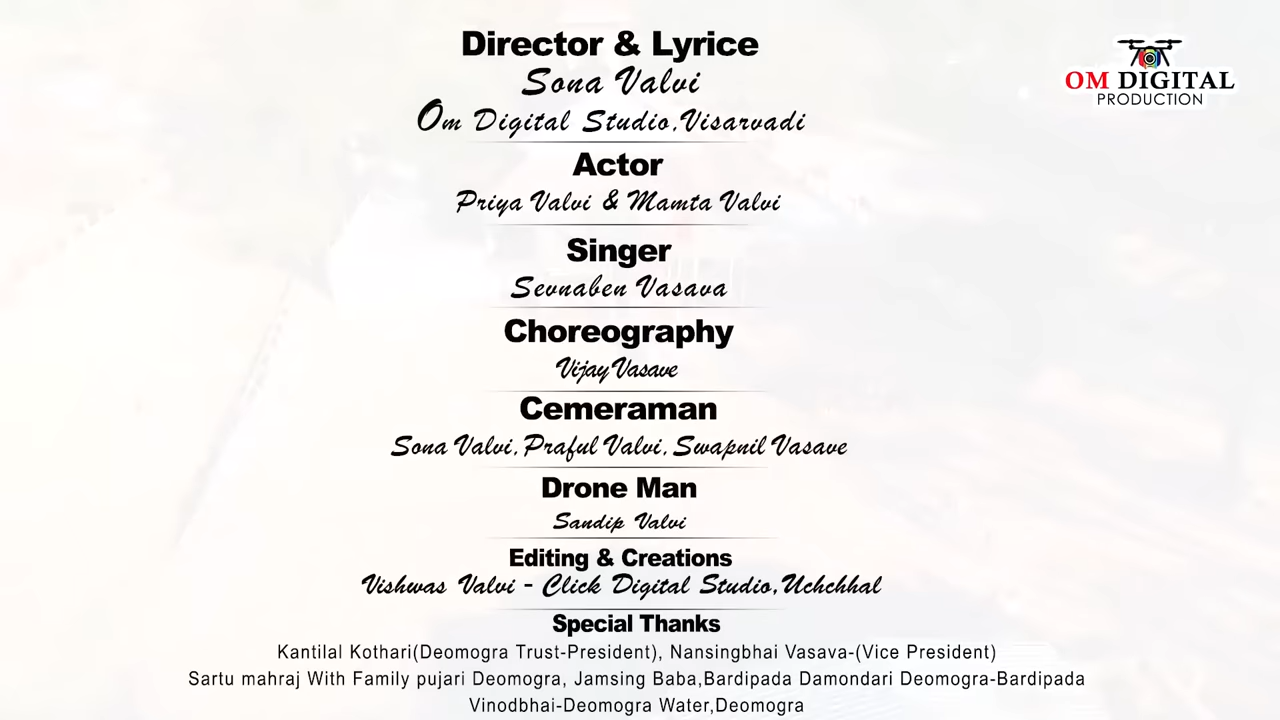 Director & Lyrice
Sona Valvi
Om Digital Studio,Visarvadi
OM DIGITAL
PRODUCTION
Actor
Priya Valvi & Mamta Valvi
Singer
Sevnaben Vasava
Choreography
Vijay Vasave
Cemeraman
Sona Valvi, Praful Valvi, Swapnil Vasave
Drone Man
Sandip Valvi
Editing & Creations
Vishwas Valvi - Click Digital Studio,Uchchhal
Special Thanks
Kantilal Kothari(Deomogra Trust-President), Nansingbhai Vasava-(Vice President)
Sartu mahraj With Family pujari Deomogra, Jamsing Baba,Bardipada Damondari Deomogra-Bardipada
Vinodbhai-Deomogra Water,Deomogra